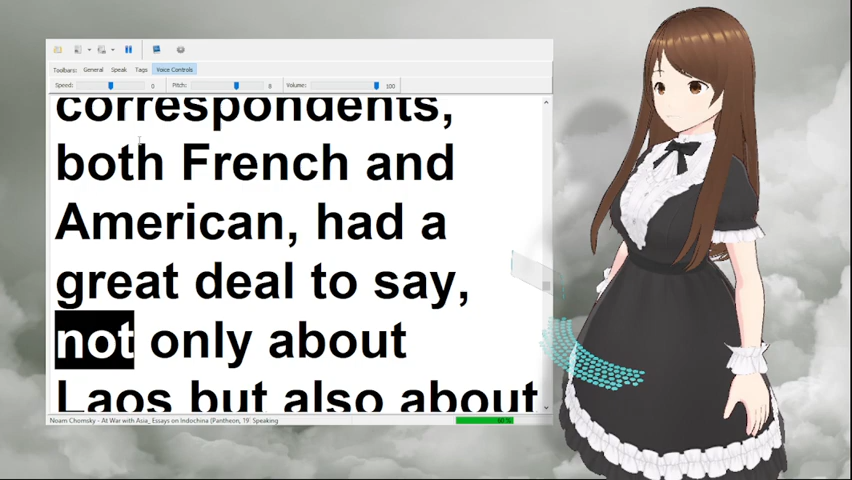 Toolbars: General Speak Tags Voice Controls
Speed: 0 Pitch: 8 Volume: 100
correspondents,
both French and
American, had a
great deal to say,
not only about
Laos but also about
Noam Chomsky - At War with Asia_ Essays on Indochina (Pantheon, 19 Speaking
60 %